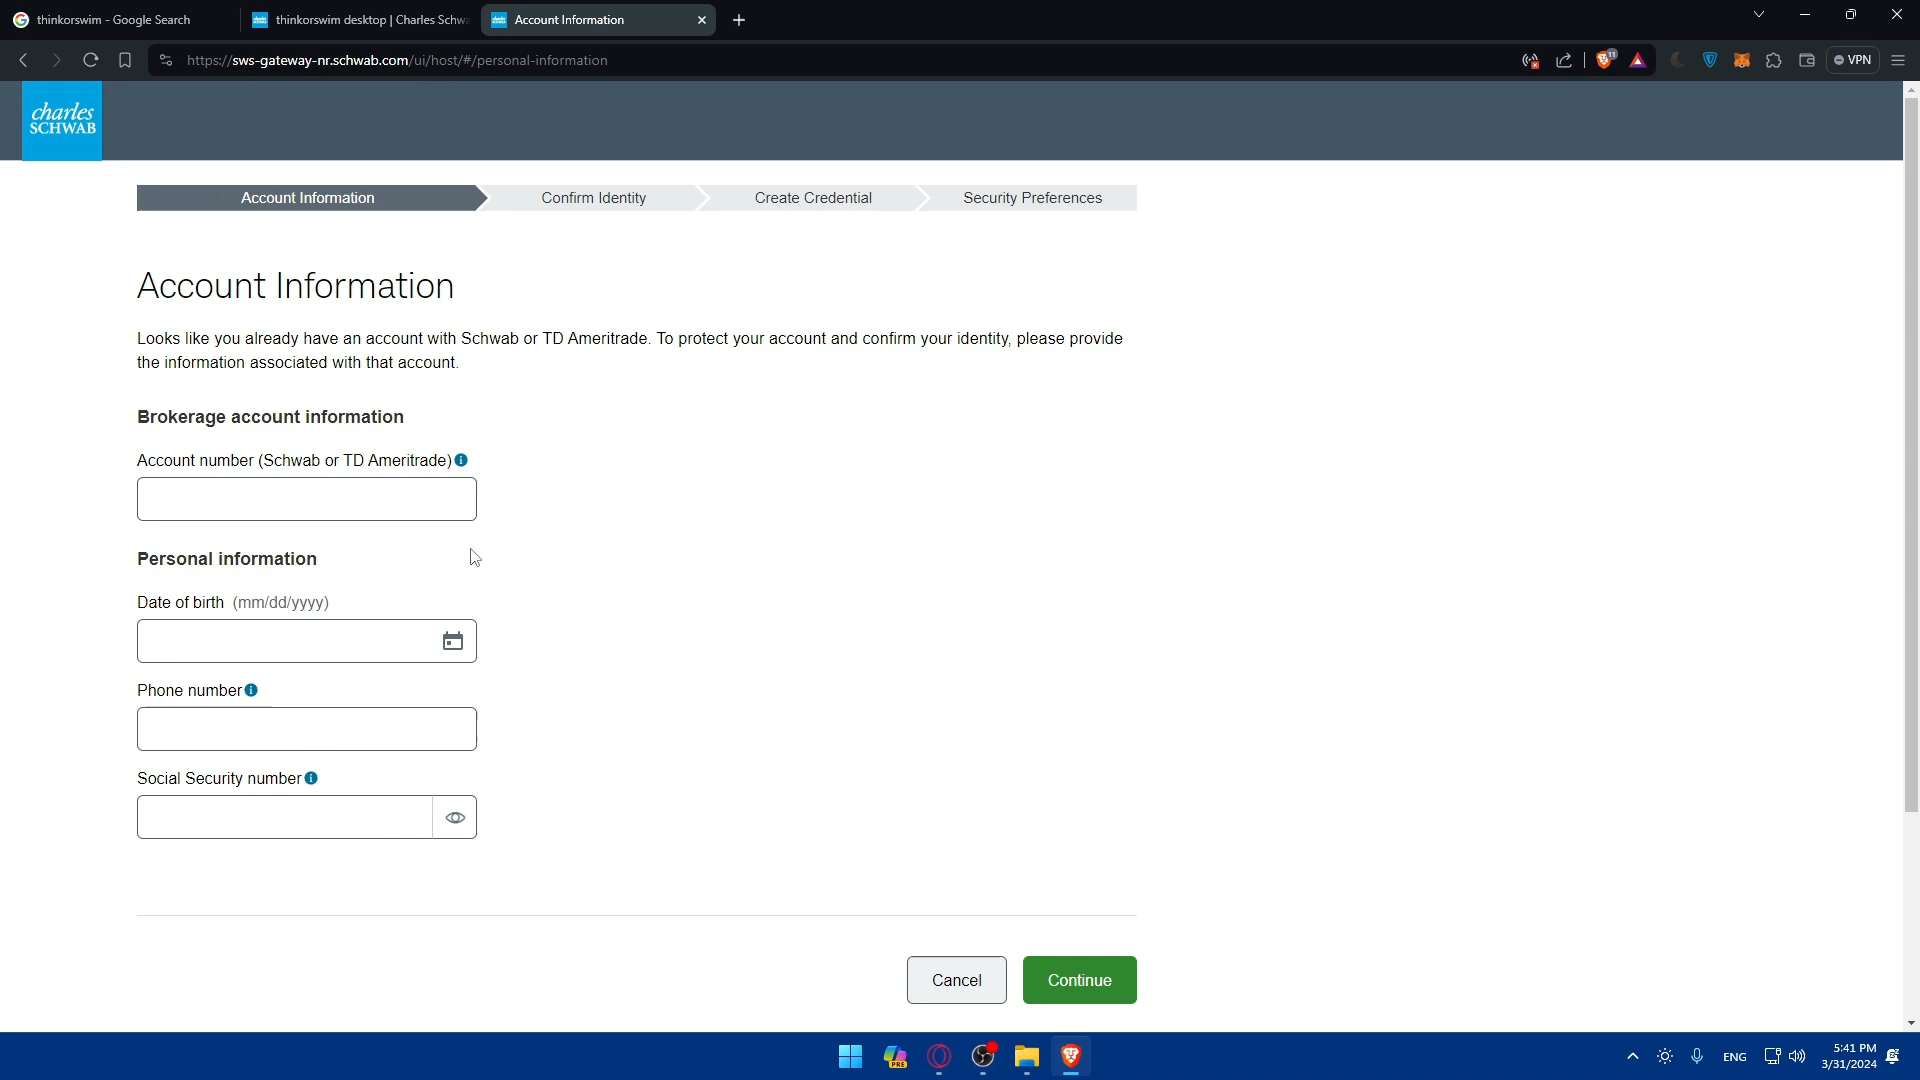 thinkorswim - Google Search
thinkorswim desktop | Charles Schwa
Account Information
https://sws-gateway-nr.schwab.com/ui/host/#/personal-information
11
VPN
charles
SCHWAB
Account Information
Confirm Identity
Create Credential
Security Preferences
Account Information
Looks like you already have an account with Schwab or TD Ameritrade. To protect your account and confirm your identity, please provide
the information associated with that account.
Brokerage account information
Account number (Schwab or TD Ameritrade)
Personal information
Date of birth (mm/dd/yyyy)
Phone number
Social Security number
Cancel
Continue
PRE
ENG
5:41 PM
3/31/2024